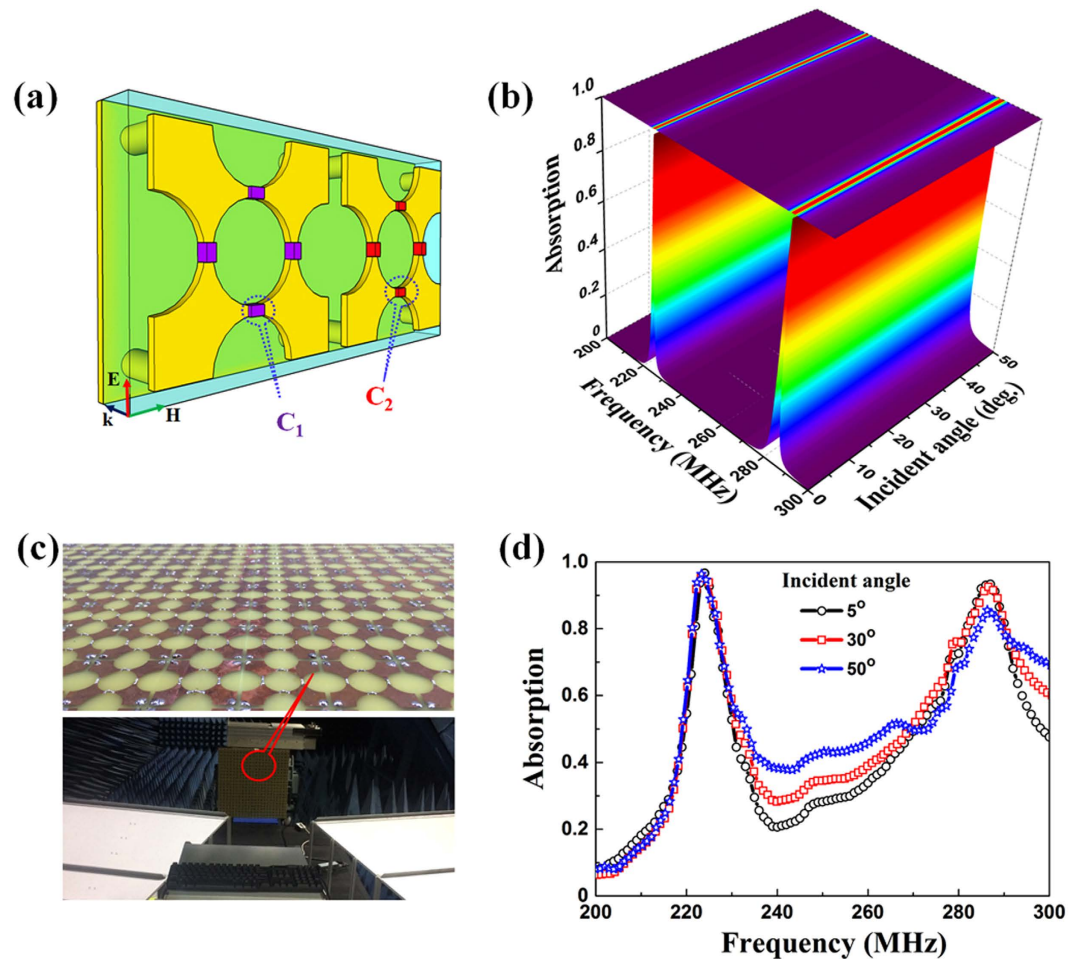 (a)
E
k
H
C1
C2
(b)
Absorption
1.0
0.8
0.6
0.4
0.2
0
200
220
240
260
280
300
Frequency (MHz)
0
10
20
30
40
50
Incident angle (deg.)
(c)
(d)
Absorption
1.0
0.8
0.6
0.4
0.2
0
Incident angle
5°
30°
50°
200 220 240 260 280 300
Frequency (MHz)